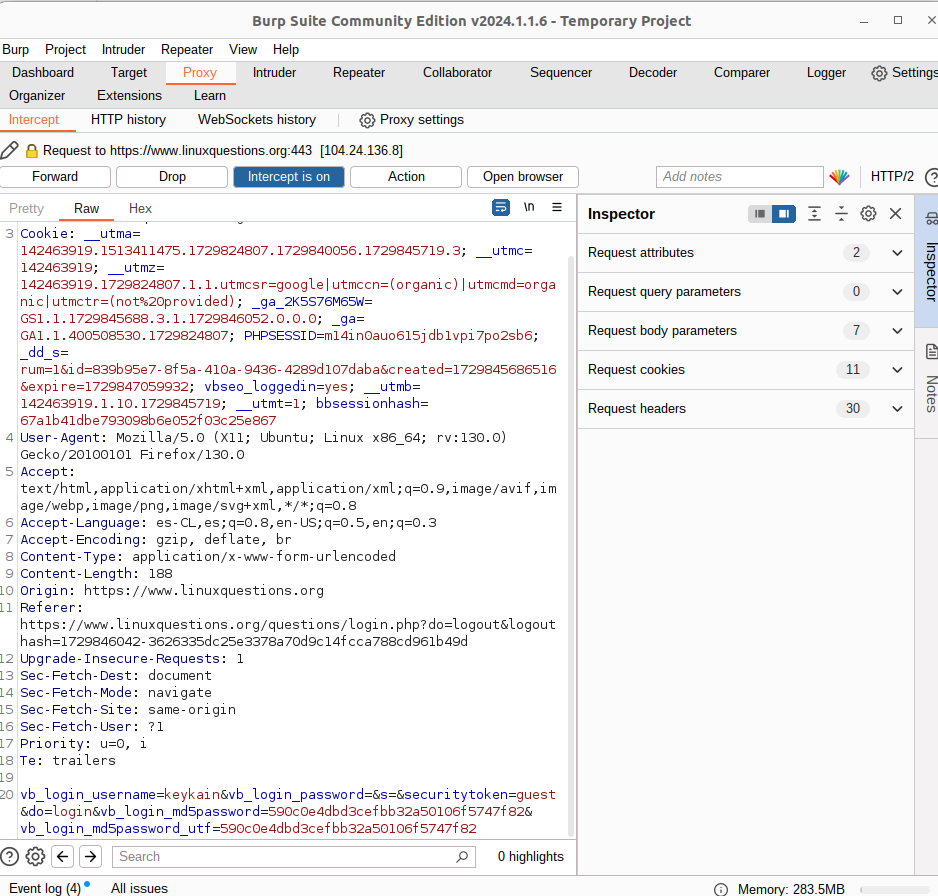 Burp Suite Community Edition v2024.1.1.6 - Temporary Project
Burp Project Intruder Repeater View Help
Dashboard Target Proxy Intruder Repeater Collaborator Sequencer Decoder Comparer Logger Settings
Organizer Extensions Learn
Intercept HTTP history WebSockets history Proxy settings
Request to https://www.linuxquestions.org:443 [104.24.136.8]
Forward Drop Intercept is on Action Open browser Add notes HTTP/2 ?
Pretty Raw Hex \n
Inspector
Request attributes 2
Request query parameters 0
Request body parameters 7
Request cookies 11
Request headers 30
Inspector
Notes
3 Cookie: __utma=
142463919.1513411475.1729824807.1729840056.1729845719.3; __utmc=
142463919; __utmz=
142463919.1729824807.1.1.utmcsr=google|utmccn=(organic)|utmcmd=orga
nic|utmctr=(not%20provided); _ga_2K5S76M65W=
GS1.1.1729845688.3.1.1729846052.0.0.0; _ga=
GA1.1.400508530.1729824807; PHPSESSID=m14in0auo615jdb1vpi7po2sb6;
_dd_s=
rum=1&id=839b95e7-8f5a-410a-9436-4289d107daba&created=1729845686516
&expire=1729847059932; vbseo_loggedin=yes; __utmb=
142463919.1.10.1729845719; __utmt=1; bbsessionhash=
67a1b41dbe793098b6e052f03c25e867
4 User-Agent: Mozilla/5.0 (X11; Ubuntu; Linux x86_64; rv:130.0)
Gecko/20100101 Firefox/130.0
5 Accept:
text/html,application/xhtml+xml,application/xml;q=0.9,image/avif,im
age/webp,image/png,image/svg+xml,*/*;q=0.8
6 Accept-Language: es-CL,es;q=0.8,en-US;q=0.5,en;q=0.3
7 Accept-Encoding: gzip, deflate, br
8 Content-Type: application/x-www-form-urlencoded
9 Content-Length: 188
10 Origin: https://www.linuxquestions.org
11 Referer:
https://www.linuxquestions.org/questions/login.php?do=logout&logout
hash=1729846042-3626335dc25e3378a70d9c14fcca788cd961b49d
12 Upgrade-Insecure-Requests: 1
13 Sec-Fetch-Dest: document
14 Sec-Fetch-Mode: navigate
15 Sec-Fetch-Site: same-origin
16 Sec-Fetch-User: ?1
17 Priority: u=0, i
18 Te: trailers
19
20 vb_login_username=keykain&vb_login_password=&s=&securitytoken=guest
&do=login&vb_login_md5password=590c0e4dbd3cefbb32a50106f5747f82&
vb_login_md5password_utf=590c0e4dbd3cefbb32a50106f5747f82
? Search 0 highlights
Event log (4) All issues Memory: 283.5MB